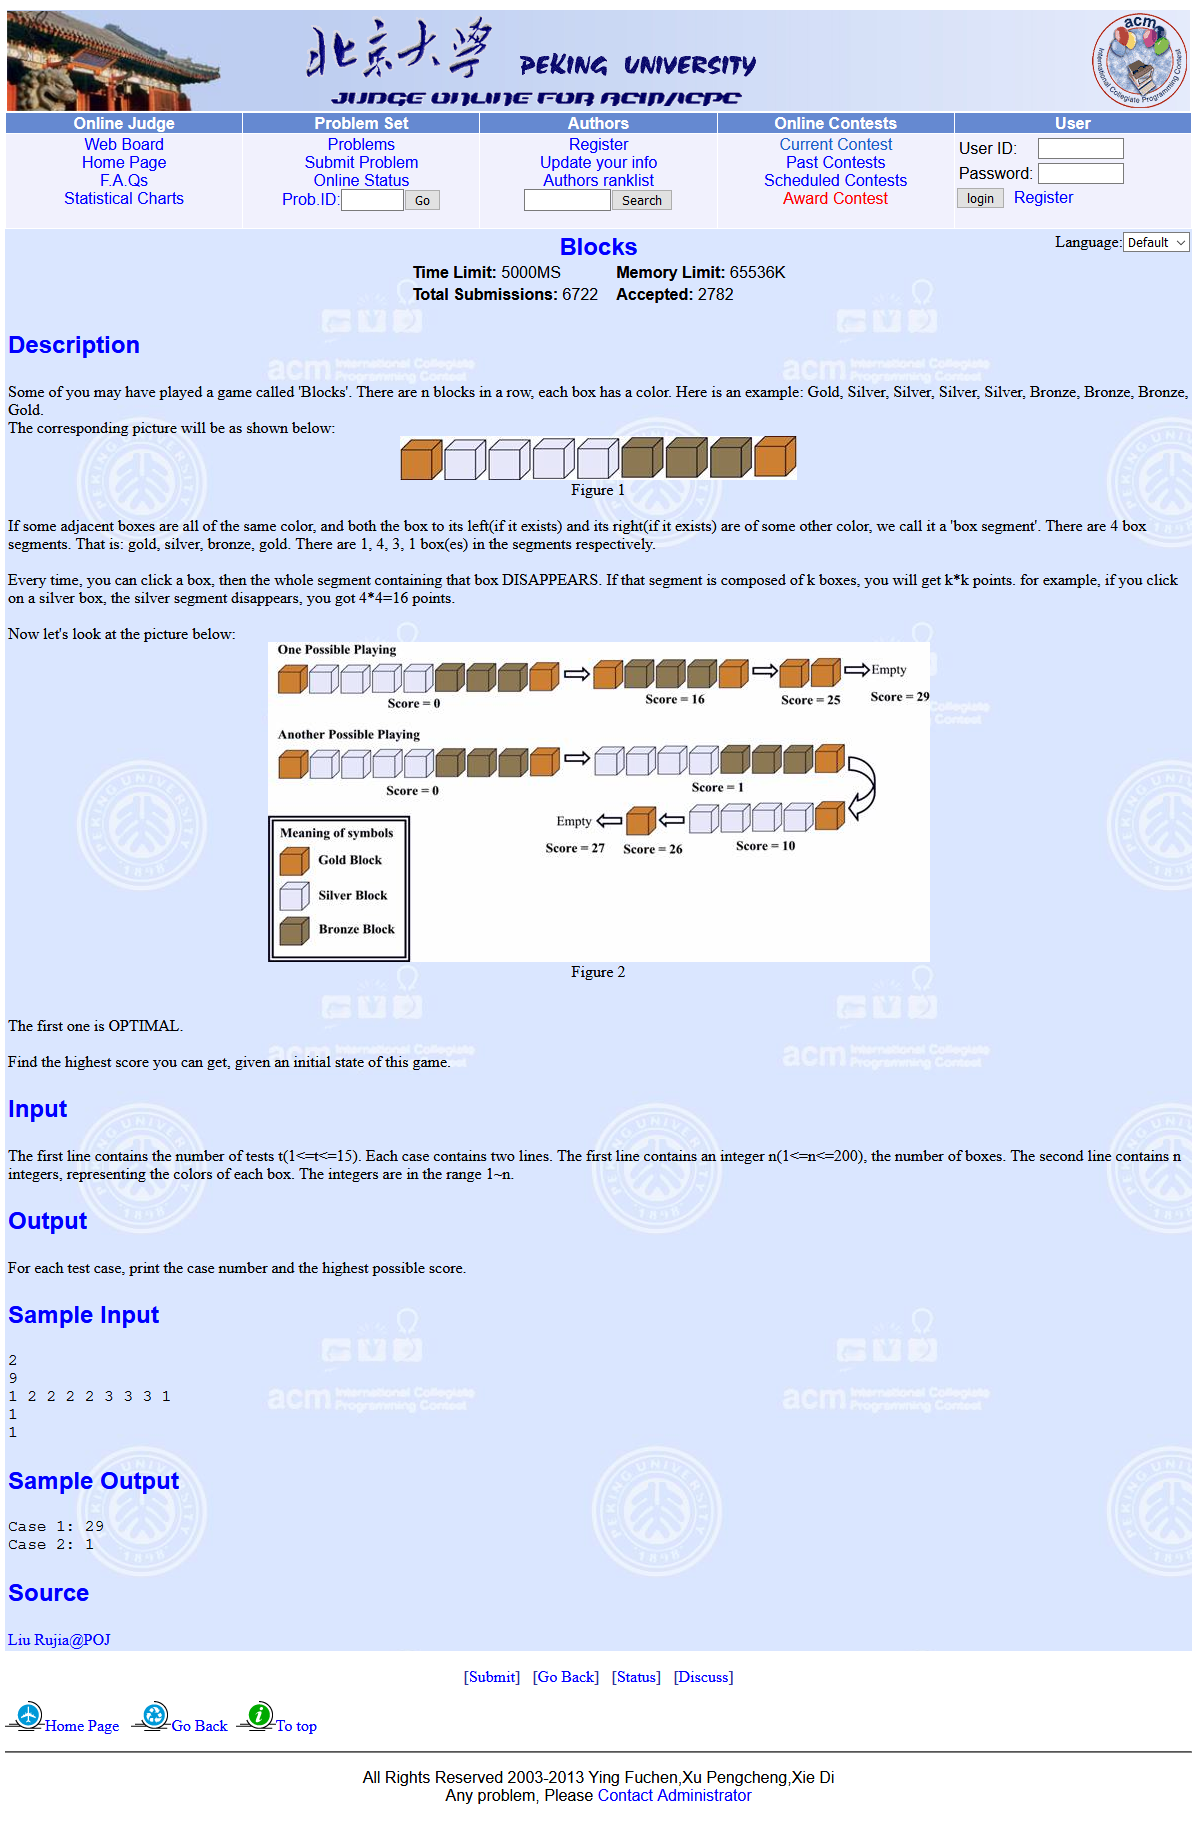 北京大學 PEKING UNIVERSITY
JUDGE ONLINE FOR ACM/ACPC
acm
International Collegiate Programming Contest
Online Judge Problem Set Authors Online Contests User
Web Board Problems Register Current Contest User ID:
Home Page Submit Problem Update your info Past Contests Password:
F.A.Qs Online Status Authors ranklist Scheduled Contests
Statistical Charts Prob.ID: Go Search Award Contest login Register
Blocks Language: Default
Time Limit: 5000MS Memory Limit: 65536K
Total Submissions: 6722 Accepted: 2782
Description
Some of you may have played a game called 'Blocks'. There are n blocks in a row, each box has a color. Here is an example: Gold, Silver, Silver, Silver, Silver, Bronze, Bronze, Bronze,
Gold.
The corresponding picture will be as shown below:
Figure 1
If some adjacent boxes are all of the same color, and both the box to its left(if it exists) and its right(if it exists) are of some other color, we call it a 'box segment'. There are 4 box
segments. That is: gold, silver, bronze, gold. There are 1, 4, 3, 1 box(es) in the segments respectively.
Every time, you can click a box, then the whole segment containing that box DISAPPEARS. If that segment is composed of k boxes, you will get k*k points. for example, if you click
on a silver box, the silver segment disappears, you got 4*4=16 points.
Now let's look at the picture below:
One Possible Playing
Empty
Score = 0 Score = 16 Score = 25 Score = 29
Another Possible Playing
Score = 0 Score = 1
Empty
Score = 27 Score = 26 Score = 10
Meaning of symbols
Gold Block
Silver Block
Bronze Block
Figure 2
The first one is OPTIMAL.
Find the highest score you can get, given an initial state of this game.
Input
The first line contains the number of tests t(1<=t<=15). Each case contains two lines. The first line contains an integer n(1<=n<=200), the number of boxes. The second line contains n
integers, representing the colors of each box. The integers are in the range 1~n.
Output
For each test case, print the case number and the highest possible score.
Sample Input
2
9
1 2 2 2 2 3 3 3 1
1
1
Sample Output
Case 1: 29
Case 2: 1
Source
Liu Rujia@POJ
[Submit] [Go Back] [Status] [Discuss]
Home Page Go Back To top
All Rights Reserved 2003-2013 Ying Fuchen,Xu Pengcheng,Xie Di
Any problem, Please Contact Administrator